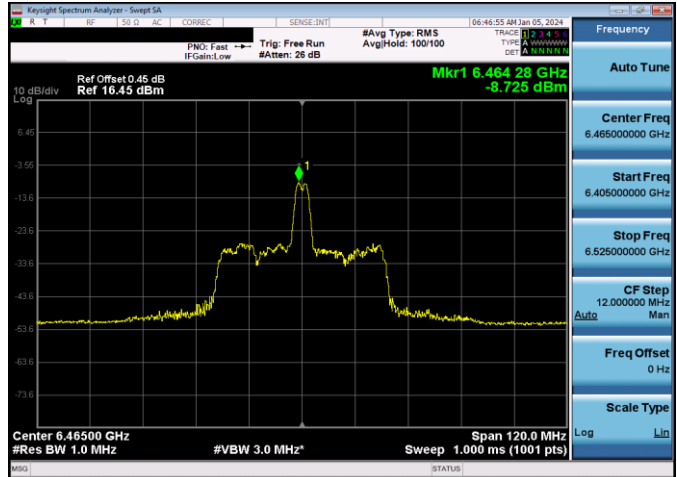 Keysight Spectrum Analyzer - Swept SA
R T RF 50 Ω AC CORREC SENSE:INT 06:46:55 AM Jan 05, 2024
#Avg Type: RMS TRACE 1 2 3 4 5 6
PNO: Fast Trig: Free Run Avg|Hold: 100/100 TYPE A W W W W W
IFGain:Low #Atten: 26 dB DET A N N N N N
Mkr1 6.464 28 GHz
-8.725 dBm
Ref Offset 0.45 dB
10 dB/div Ref 16.45 dBm
Log
1
6.45
-3.55
-13.6
-23.6
-33.6
-43.6
-53.6
-63.6
-73.6
Center 6.46500 GHz Span 120.0 MHz
#Res BW 1.0 MHz #VBW 3.0 MHz* Sweep 1.000 ms (1001 pts)
MSG STATUS
Frequency
Auto Tune
Center Freq
6.465000000 GHz
Start Freq
6.405000000 GHz
Stop Freq
6.525000000 GHz
CF Step
12.000000 MHz
Auto Man
Freq Offset
0 Hz
Scale Type
Log Lin